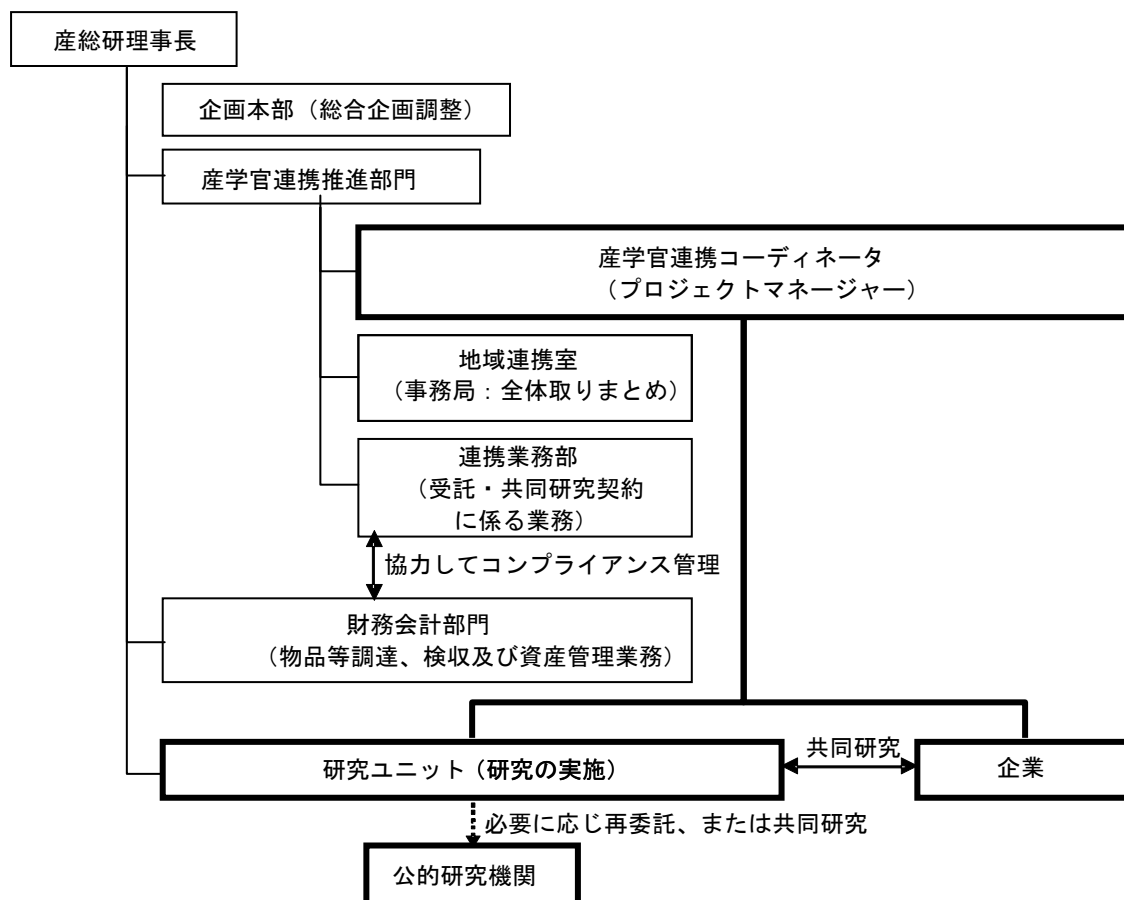 産総研理事長
企画本部（総合企画調整）
産学官連携推進部門
産学官連携コーディネータ
（プロジェクトマネージャー）
地域連携室
（事務局：全体取りまとめ）
連携業務部
（受託・共同研究契約
に係る業務）
協力してコンプライアンス管理
財務会計部門
（物品等調達、検収及び資産管理業務）
共同研究
研究ユニット（研究の実施）
企業
必要に応じ再委託、または共同研究
公的研究機関